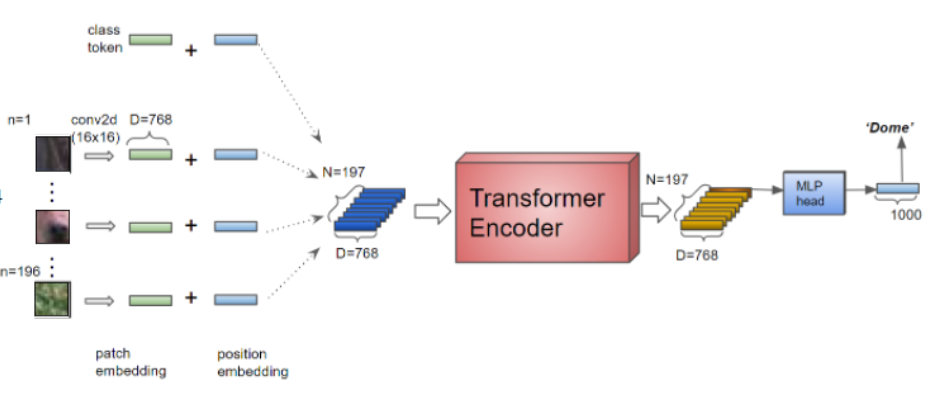 class
token
+
n=1
conv2d
(16x16)
D=768
+
N=197
D=768
+
n=196
+
patch
embedding
position
embedding
Transformer
Encoder
N=197
D=768
MLP
head
'Dome'
1000